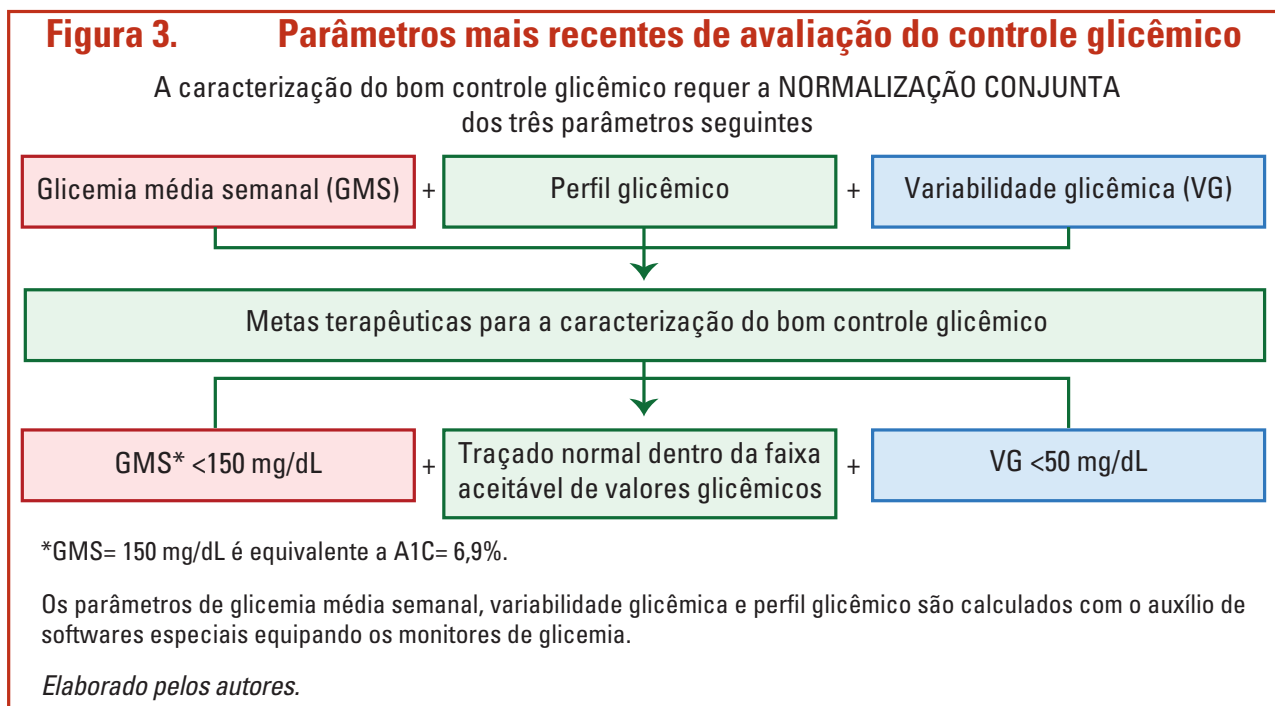 Figura 3. Parâmetros mais recentes de avaliação do controle glicêmico
A caracterização do bom controle glicêmico requer a NORMALIZAÇÃO CONJUNTA
dos três parâmetros seguintes
Glicemia média semanal (GMS) + Perfil glicêmico + Variabilidade glicêmica (VG)
Metas terapêuticas para a caracterização do bom controle glicêmico
GMS* <150 mg/dL + Traçado normal dentro da faixa
aceitável de valores glicêmicos + VG <50 mg/dL
*GMS= 150 mg/dL é equivalente a A1C= 6,9%.
Os parâmetros de glicemia média semanal, variabilidade glicêmica e perfil glicêmico são calculados com o auxílio de
softwares especiais equipando os monitores de glicemia.
Elaborado pelos autores.